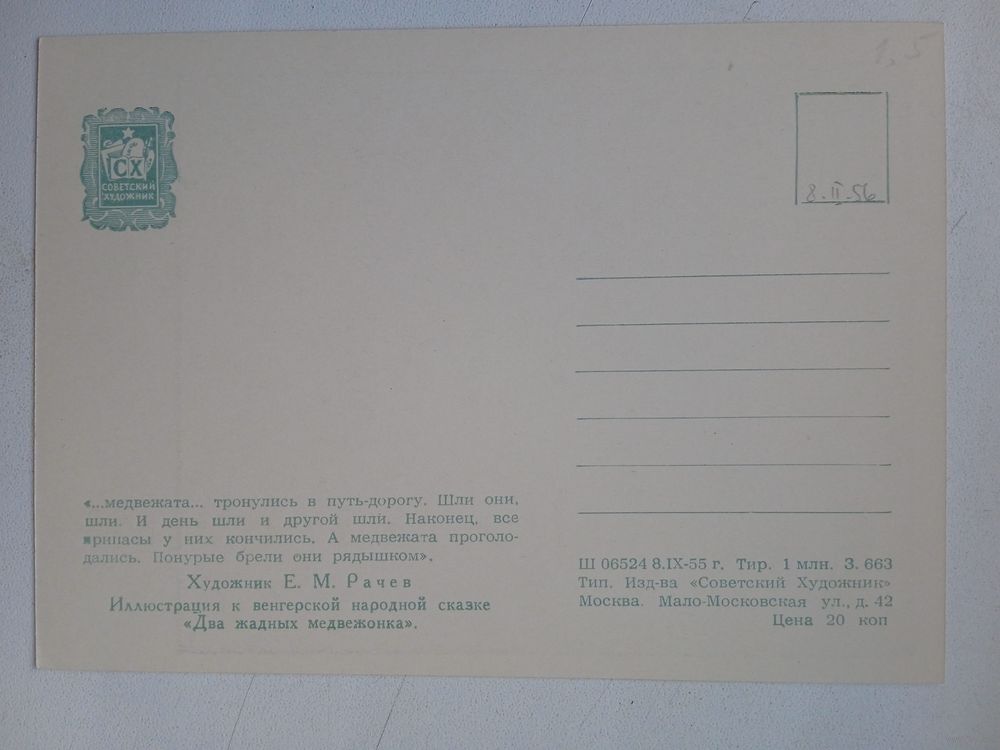 1,5
СХ
СОВЕТСКИЙ
ХУДОЖНИК
8-II-56
«...медвежата... тронулись в путь-дорогу. Шли они,
шли. И день шли и другой шли. Наконец, все
припасы у них кончились. А медвежата проголо-
дались. Понурые брели они рядышком».
Художник Е. М. Рачев
Иллюстрация к венгерской народной сказке
«Два жадных медвежонка».
Ш 06524 8.IX-55 г. Тир. 1 млн. З. 663
Тип. Изд-ва «Советский Художник»
Москва. Мало-Московская ул., д. 42
Цена 20 коп